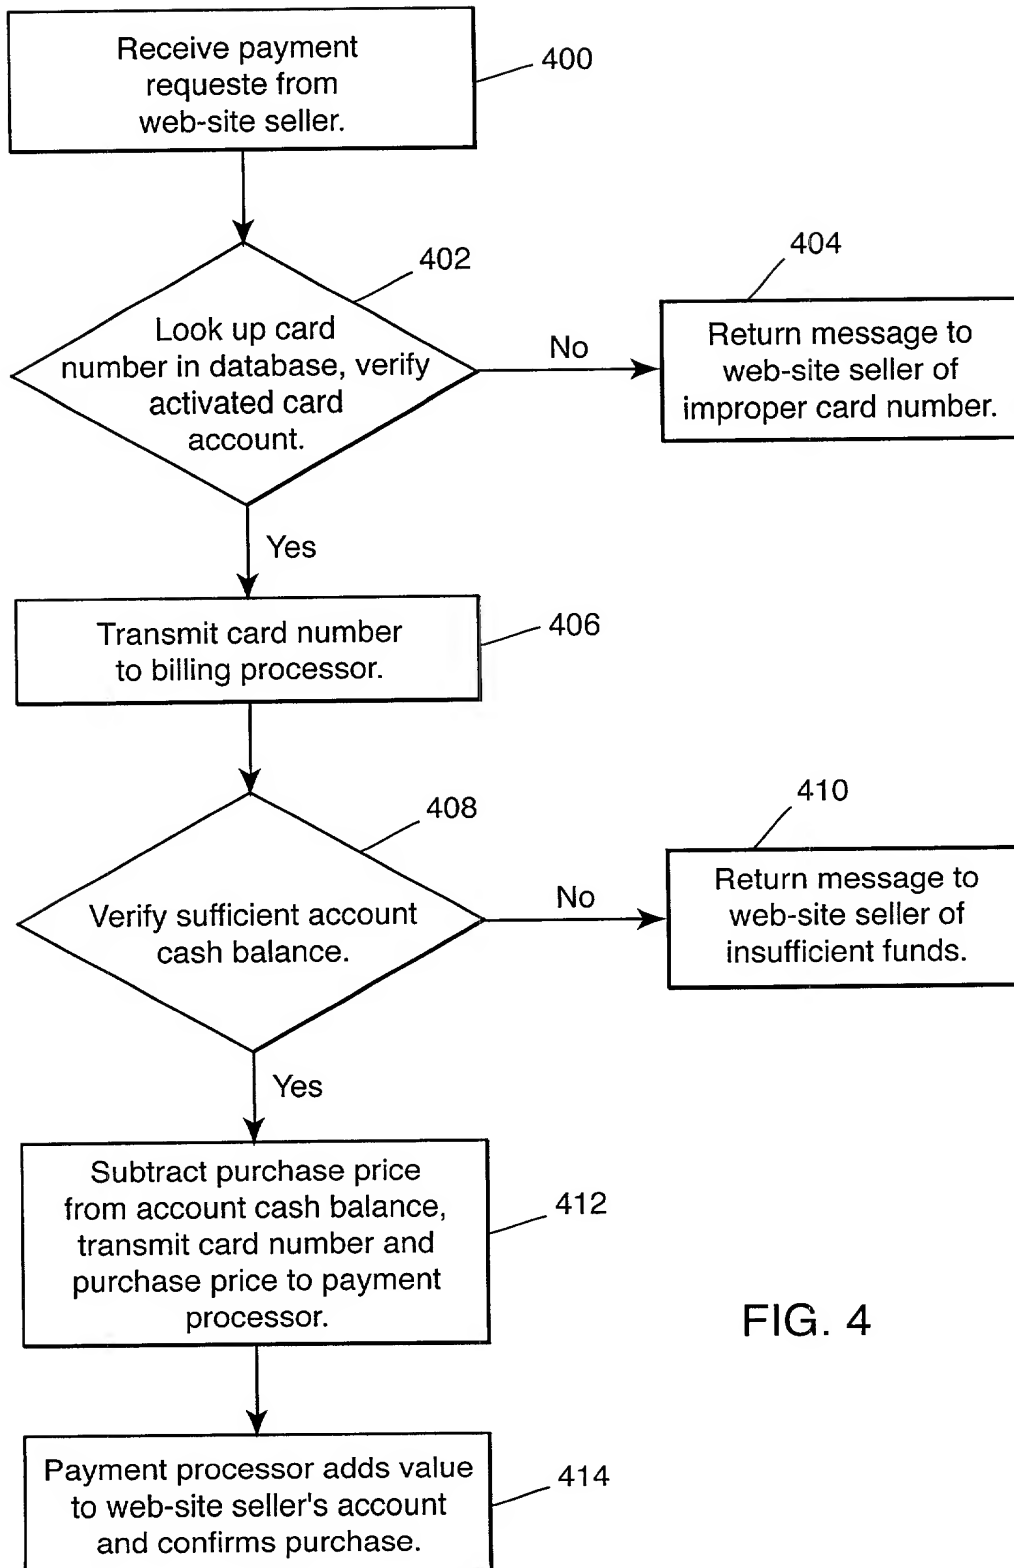 Receive payment
requeste from
web-site seller.
400
402
Look up card
number in database, verify
activated card
account.
No
404
Return message to
web-site seller of
improper card number.
Yes
Transmit card number
to billing processor.
406
408
Verify sufficient account
cash balance.
No
410
Return message to
web-site seller of
insufficient funds.
Yes
Subtract purchase price
from account cash balance,
transmit card number and
purchase price to payment
processor.
412
FIG. 4
Payment processor adds value
to web-site seller's account
and confirms purchase.
414